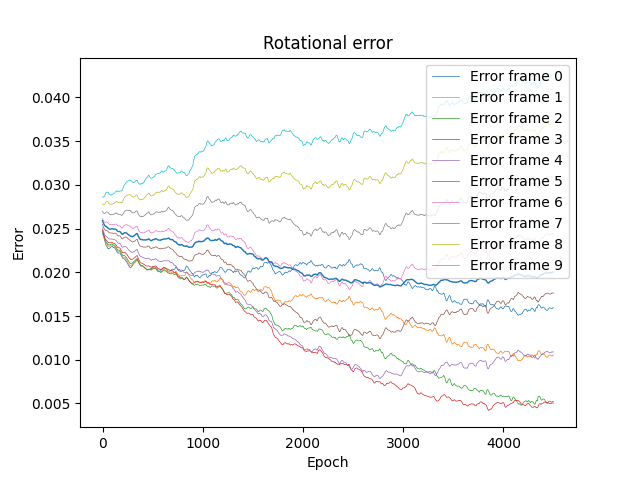 Rotational error
Error frame 0
Error frame 1
Error frame 2
Error frame 3
Error frame 4
Error frame 5
Error frame 6
Error frame 7
Error frame 8
Error frame 9
0.040
0.035
0.030
0.025
0.020
0.015
0.010
0.005
Error
0
1000
2000
3000
4000
Epoch